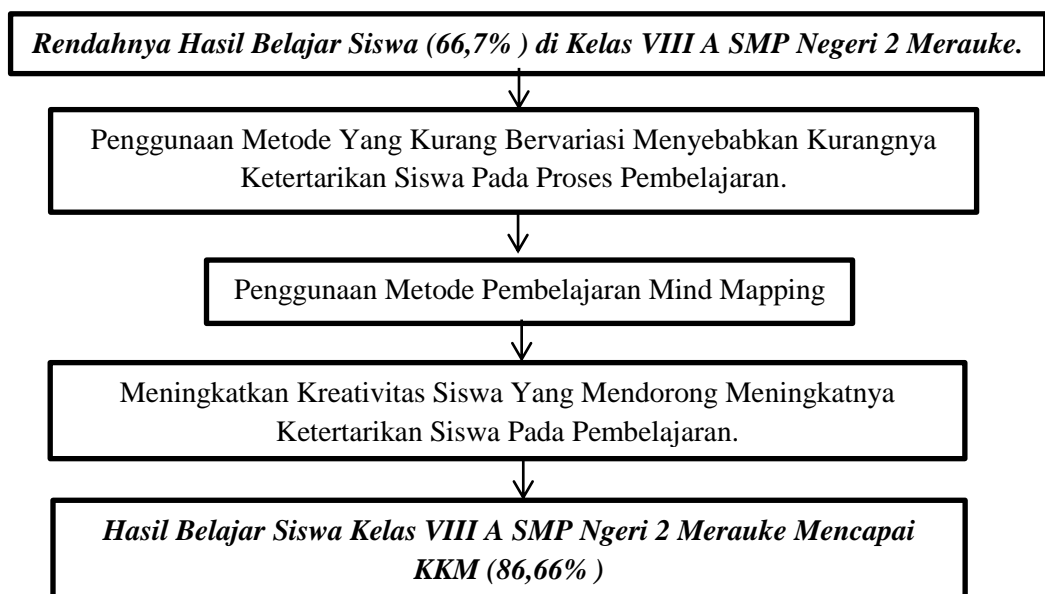 Rendahnya Hasil Belajar Siswa (66,7% ) di Kelas VIII A SMP Negeri 2 Merauke.
Penggunaan Metode Yang Kurang Bervariasi Menyebabkan Kurangnya
Ketertarikan Siswa Pada Proses Pembelajaran.
Penggunaan Metode Pembelajaran Mind Mapping
Meningkatkan Kreativitas Siswa Yang Mendorong Meningkatnya
Ketertarikan Siswa Pada Pembelajaran.
Hasil Belajar Siswa Kelas VIII A SMP Ngeri 2 Merauke Mencapai
KKM (86,66% )